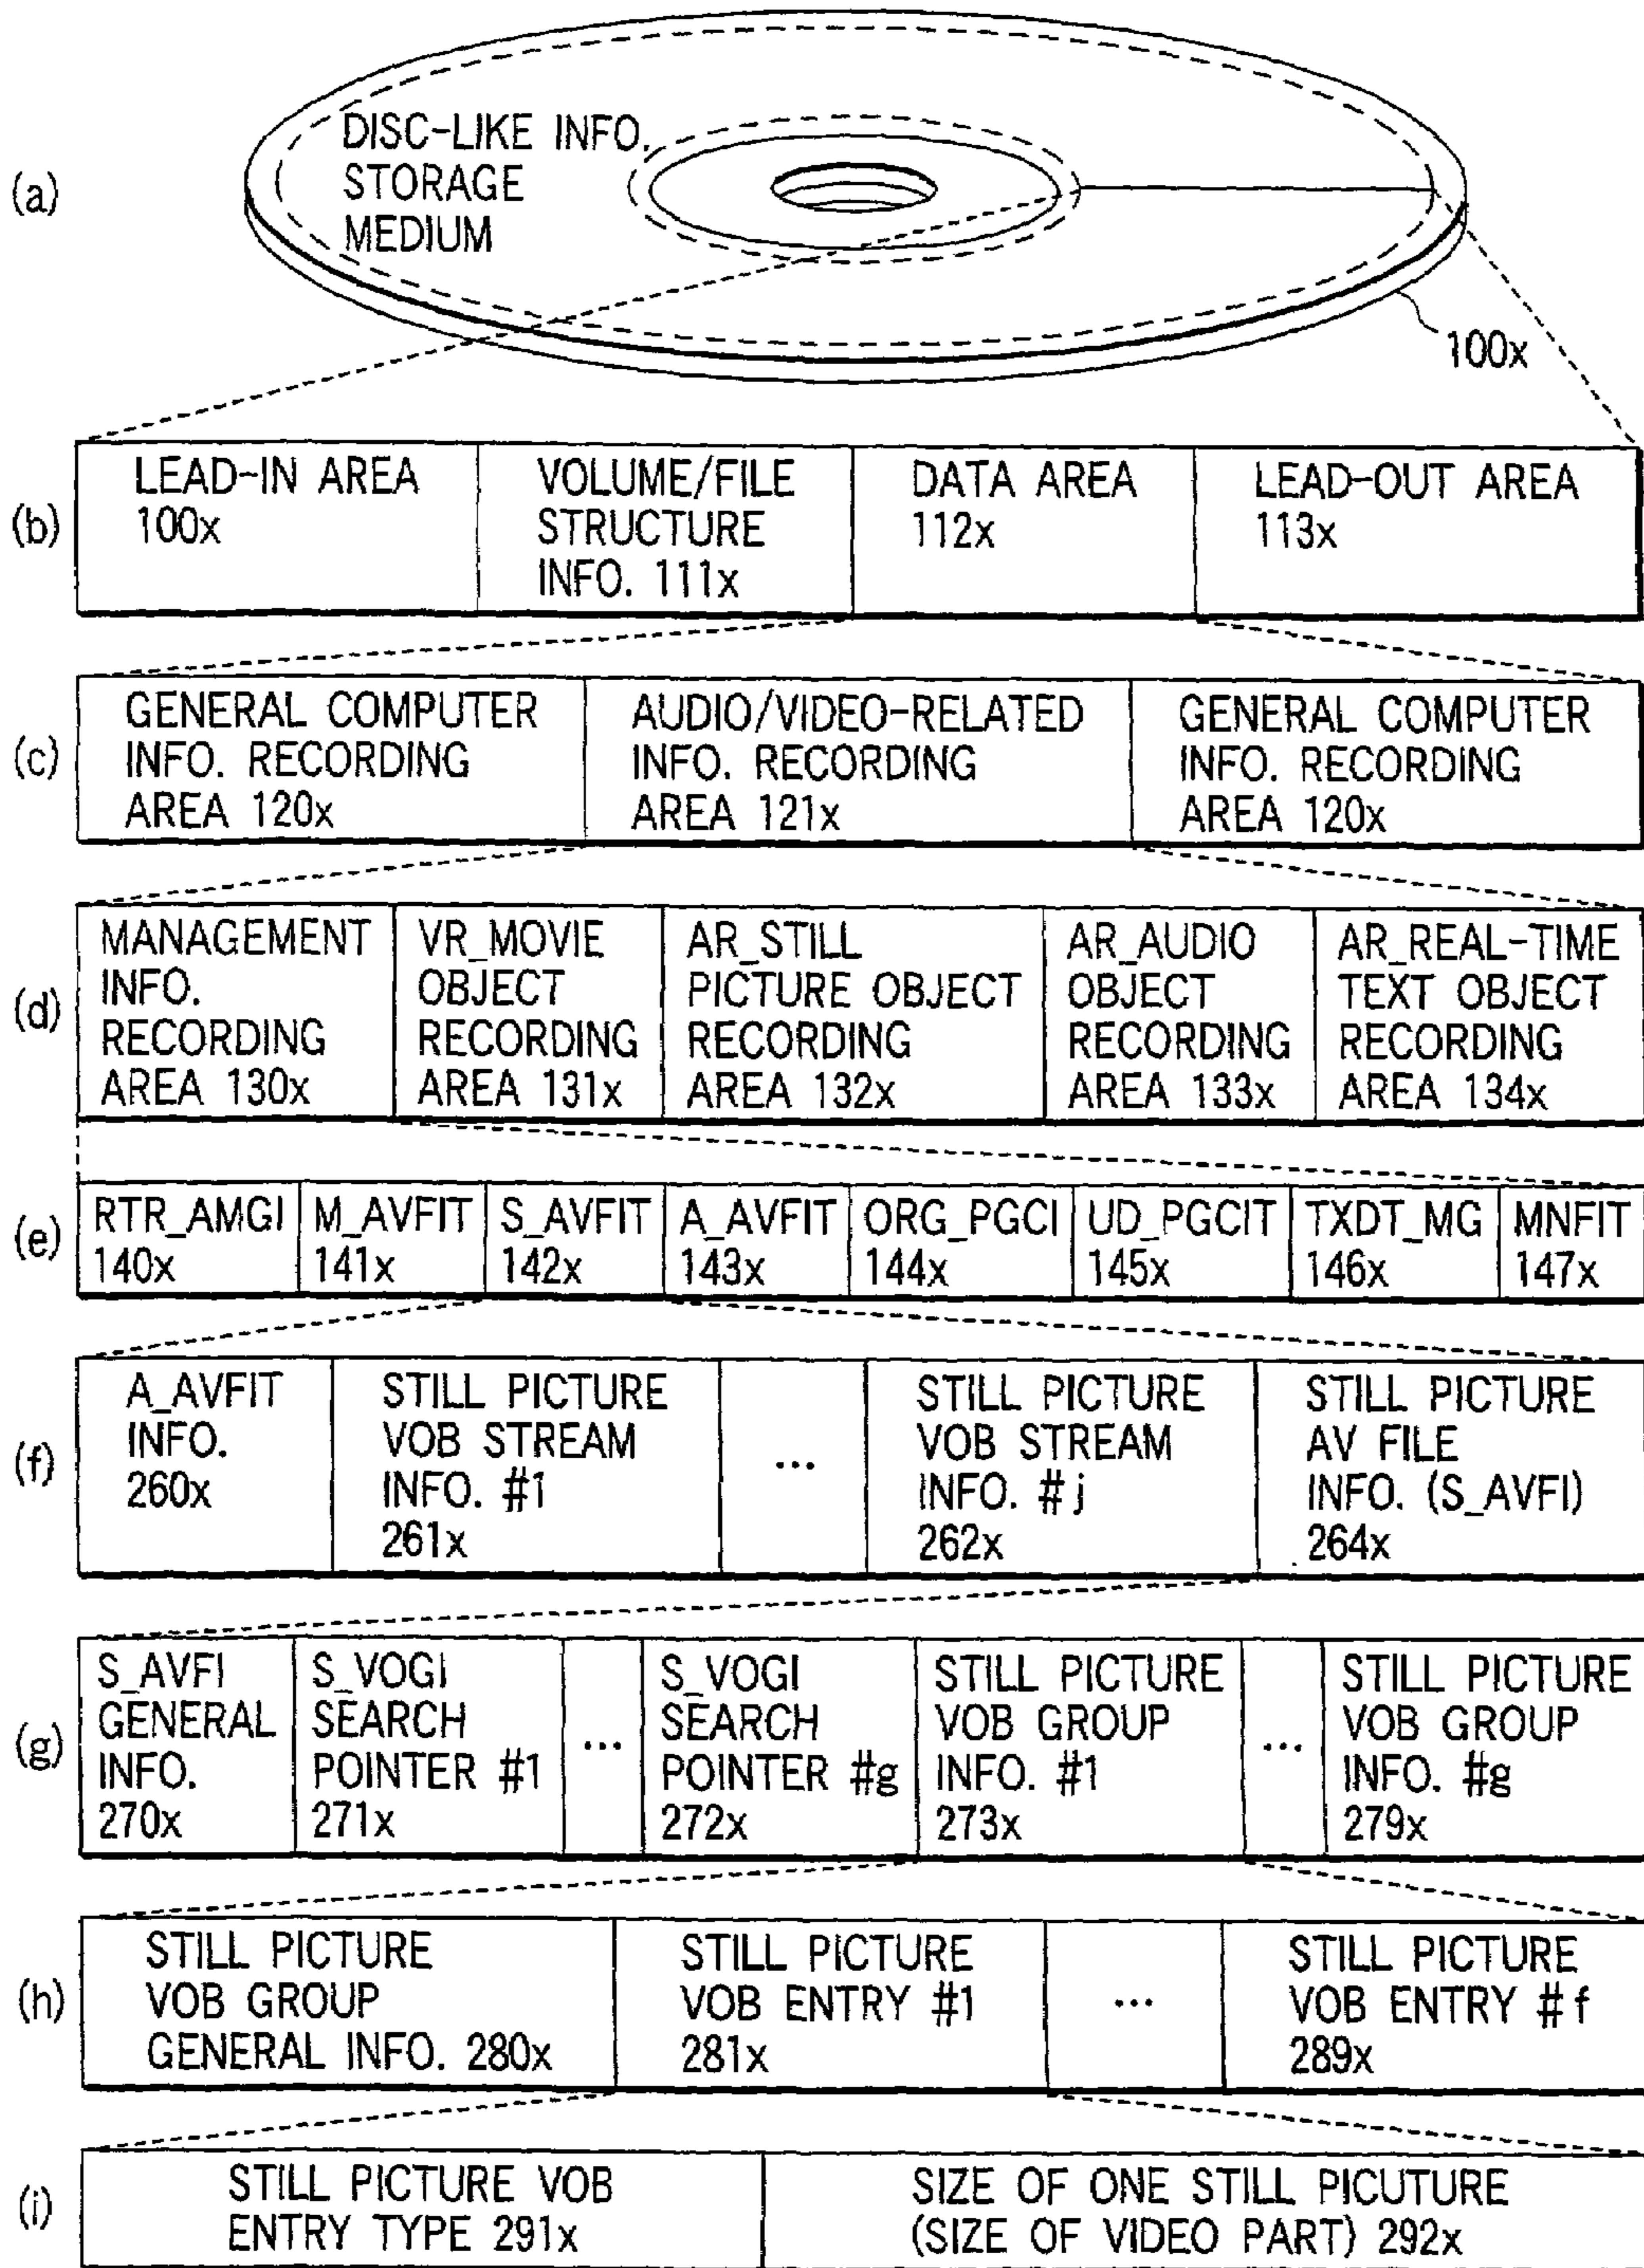 (a)
DISC-LIKE INFO.
STORAGE
MEDIUM
100x
(b)
LEAD-IN AREA
100x
VOLUME/FILE
STRUCTURE
INFO. 111x
DATA AREA
112x
LEAD-OUT AREA
113x
(c)
GENERAL COMPUTER
INFO. RECORDING
AREA 120x
AUDIO/VIDEO-RELATED
INFO. RECORDING
AREA 121x
GENERAL COMPUTER
INFO. RECORDING
AREA 120x
(d)
MANAGEMENT
INFO.
RECORDING
AREA 130x
VR_MOVIE
OBJECT
RECORDING
AREA 131x
AR_STILL
PICTURE OBJECT
RECORDING
AREA 132x
AR_AUDIO
OBJECT
RECORDING
AREA 133x
AR_REAL-TIME
TEXT OBJECT
RECORDING
AREA 134x
(e)
RTR_AMGI
140x
M_AVFIT
141x
S_AVFIT
142x
A_AVFIT
143x
ORG_PGCI
144x
UD_PGCIT
145x
TXDT_MG
146x
MNFIT
147x
(f)
A_AVFIT
INFO.
260x
STILL PICTURE
VOB STREAM
INFO. #1
261x
...
STILL PICTURE
VOB STREAM
INFO. #j
262x
STILL PICTURE
AV FILE
INFO. (S_AVFI)
264x
(g)
S_AVFI
GENERAL
INFO.
270x
S_VOGI
SEARCH
POINTER #1
271x
...
S_VOGI
SEARCH
POINTER #g
272x
STILL PICTURE
VOB GROUP
INFO. #1
273x
...
STILL PICTURE
VOB GROUP
INFO. #g
279x
(h)
STILL PICTURE
VOB GROUP
GENERAL INFO. 280x
STILL PICTURE
VOB ENTRY #1
281x
...
STILL PICTURE
VOB ENTRY #f
289x
(i)
STILL PICTURE VOB
ENTRY TYPE 291x
SIZE OF ONE STILL PICUTURE
(SIZE OF VIDEO PART) 292x